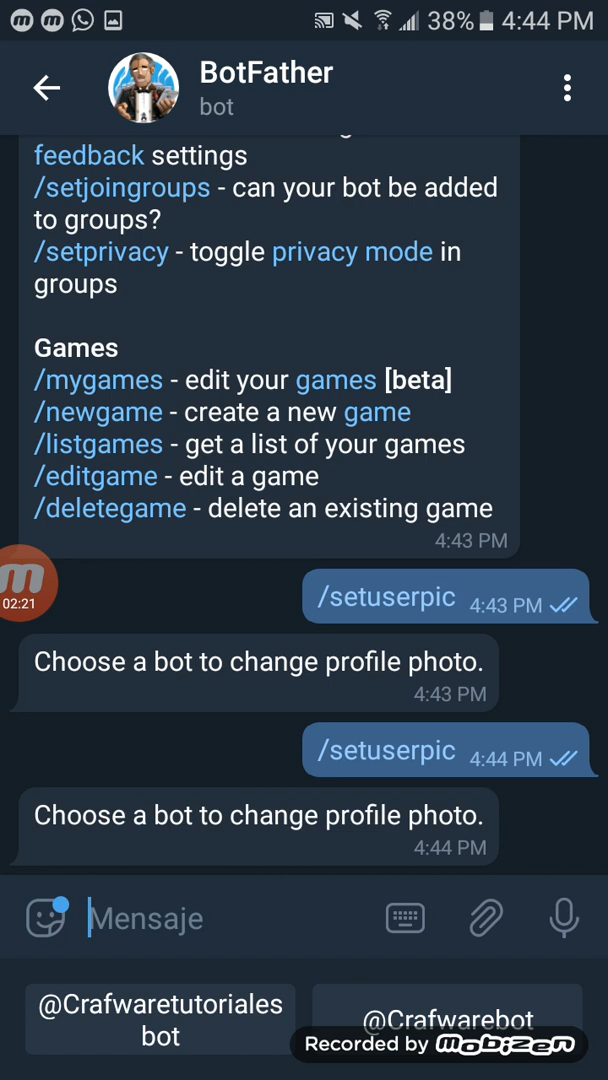 38% 4:44 PM
BotFather
bot
feedback settings
/setjoingroups - can your bot be added
to groups?
/setprivacy - toggle privacy mode in
groups
Games
/mygames - edit your games [beta]
/newgame - create a new game
/listgames - get a list of your games
/editgame - edit a game
/deletegame - delete an existing game
4:43 PM
02:21
/setuserpic 4:43 PM
Choose a bot to change profile photo.
4:43 PM
/setuserpic 4:44 PM
Choose a bot to change profile photo.
4:44 PM
Mensaje
@Crafwaretutoriales
bot
@Crafwarebot
Recorded by mobizen